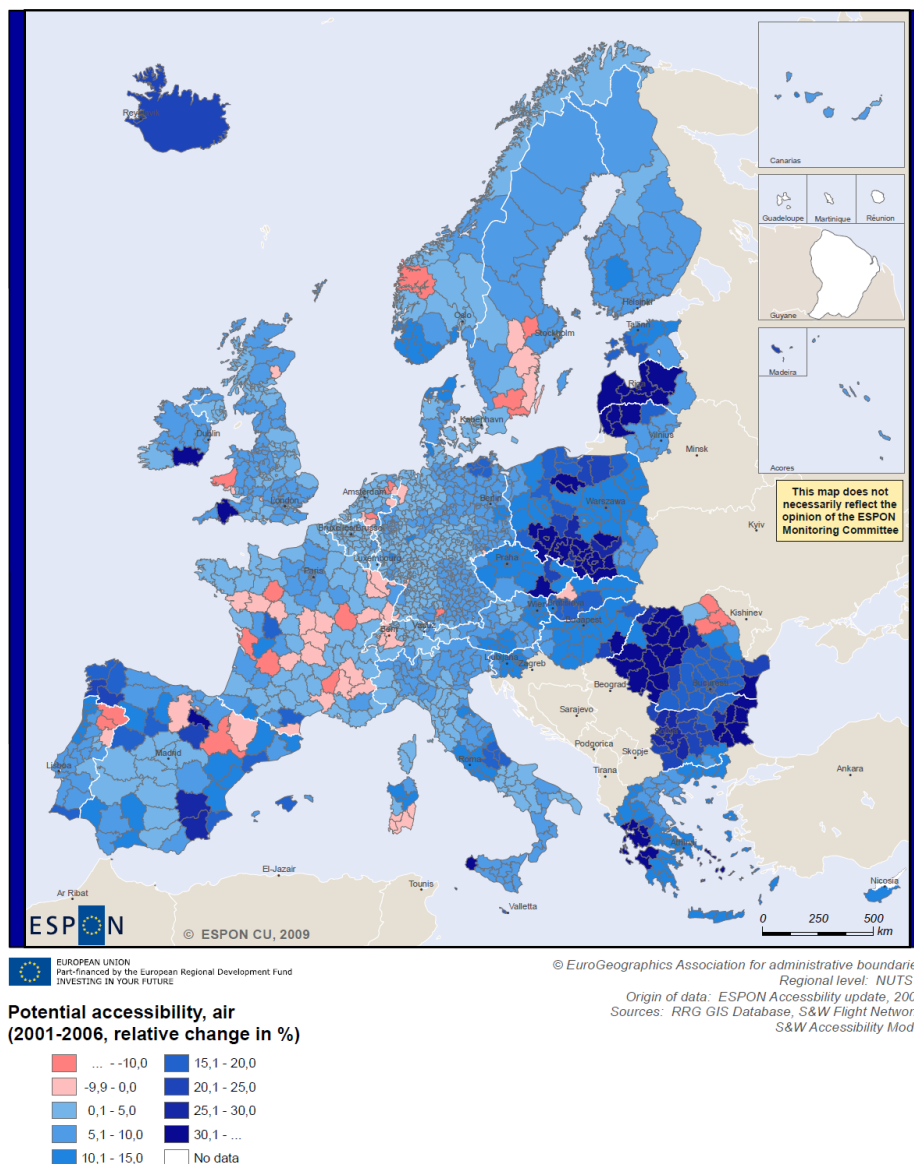 Reykjavik
Canarias
Guadeloupe
Martinique
Réunion
Guyane
Madeira
Acores
This map does not
necessarily reflect the
opinion of the ESPON
Monitoring Committee
Oslo
Helsinki
Tallinn
Stockholm
Riga
København
Vilnius
Minsk
Dublin
Amsterdam
Berlin
Warszawa
London
Bruxelles/Brussel
Kyiv
Luxembourg
Praha
Paris
Wien
Kishinev
Bern
Vaduz
Budapest
Ljubljana
Zagreb
Beograd
Sarajevo
Podgorica
Skopje
Roma
Tirana
Madrid
Lisboa
Ankara
Ar Ribat
El-Jazair
Tounis
Valletta
Nicosia
ESPON
© ESPON CU, 2009
0 250 500
km
EUROPEAN UNION
Part-financed by the European Regional Development Fund
INVESTING IN YOUR FUTURE
© EuroGeographics Association for administrative boundarie
Regional level: NUTS
Origin of data: ESPON Accessbility update, 200
Sources: RRG GIS Database, S&W Flight Networ
S&W Accessibility Mod
Potential accessibility, air
(2001-2006, relative change in %)
... - -10,0
-9,9 - 0,0
0,1 - 5,0
5,1 - 10,0
10,1 - 15,0
15,1 - 20,0
20,1 - 25,0
25,1 - 30,0
30,1 - ...
No data